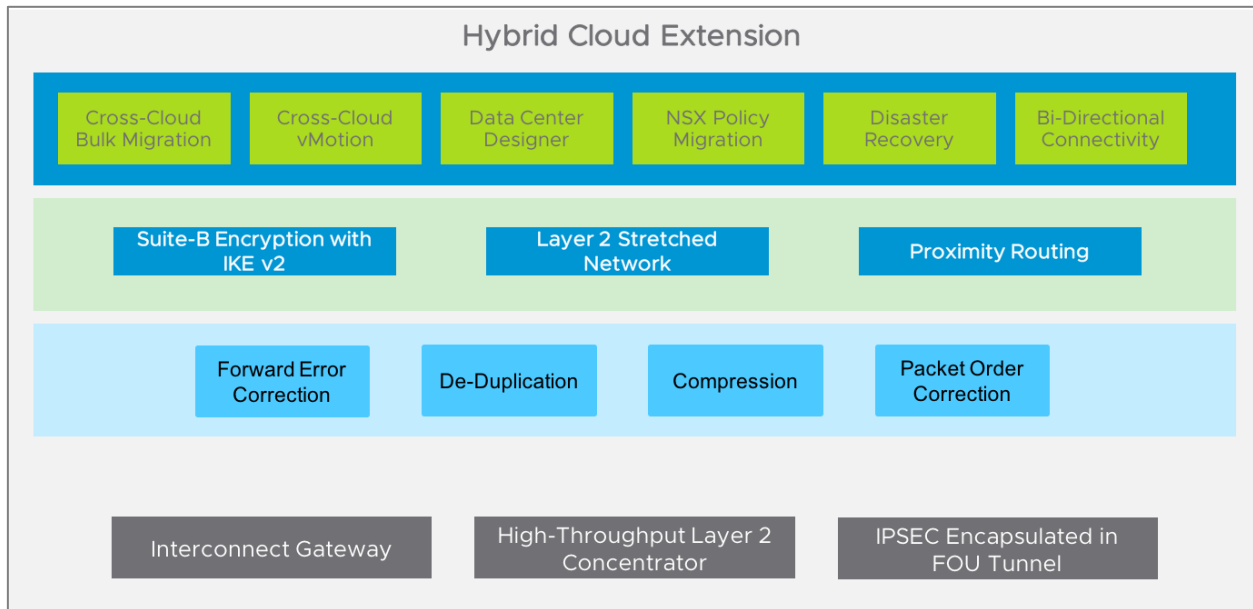 Hybrid Cloud Extension
Cross-Cloud
Bulk Migration
Cross-Cloud
vMotion
Data Center
Designer
NSX Policy
Migration
Disaster
Recovery
Bi-Directional
Connectivity
Suite-B Encryption with
IKE v2
Layer 2 Stretched
Network
Proximity Routing
Forward Error
Correction
De-Duplication
Compression
Packet Order
Correction
Interconnect Gateway
High-Throughput Layer 2
Concentrator
IPSEC Encapsulated in
FOU Tunnel